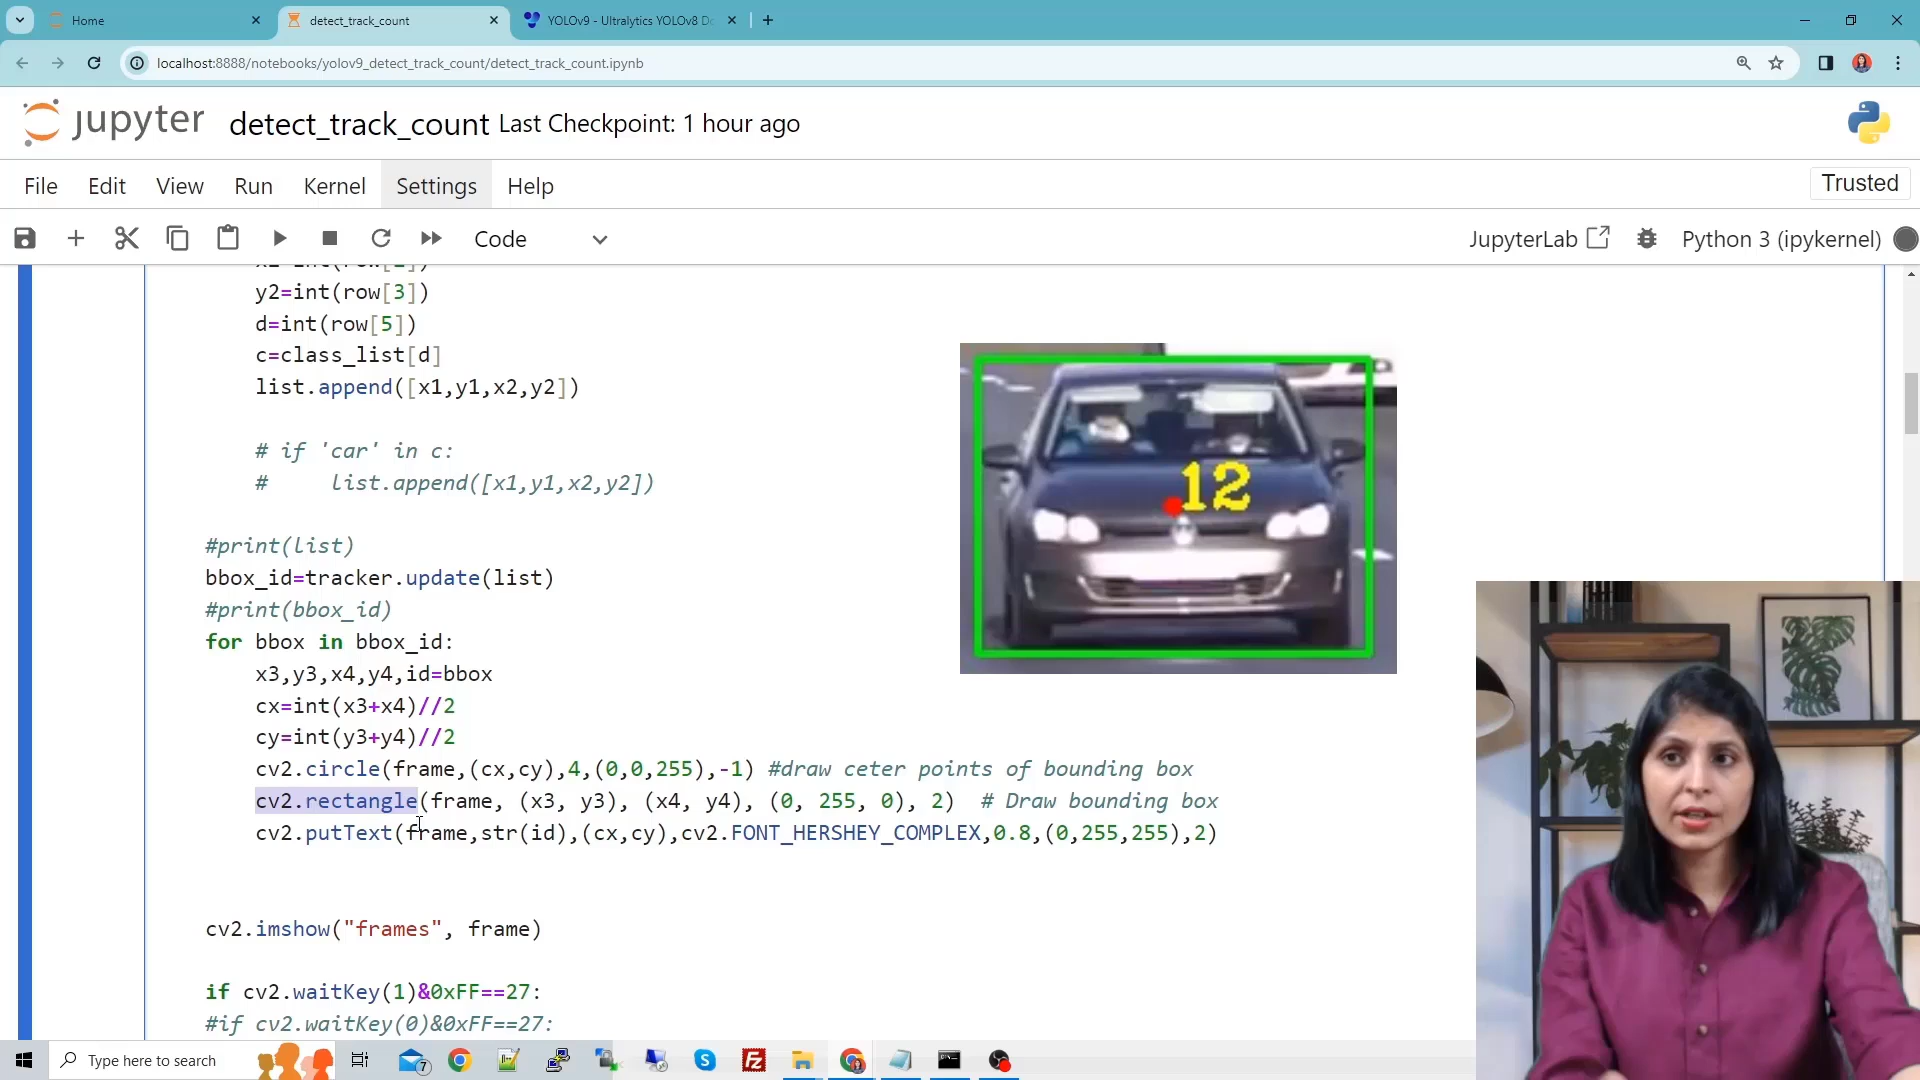 Home
detect_track_count
YOLOv9 - Ultralytics YOLOv8 Do
localhost:8888/notebooks/yolov9_detect_track_count/detect_track_count.ipynb
jupyter
detect_track_count Last Checkpoint: 1 hour ago
File Edit View Run Kernel Settings Help
Trusted
Code
JupyterLab
Python 3 (ipykernel)
y2=int(row[3])
d=int(row[5])
c=class_list[d]
list.append([x1,y1,x2,y2])
# if 'car' in c:
#     list.append([x1,y1,x2,y2])
#print(list)
bbox_id=tracker.update(list)
#print(bbox_id)
for bbox in bbox_id:
x3,y3,x4,y4,id=bbox
cx=int(x3+x4)//2
cy=int(y3+y4)//2
cv2.circle(frame,(cx,cy),4,(0,0,255),-1) #draw ceter points of bounding box
cv2.rectangle(frame, (x3, y3), (x4, y4), (0, 255, 0), 2)  # Draw bounding box
cv2.putText(frame,str(id),(cx,cy),cv2.FONT_HERSHEY_COMPLEX,0.8,(0,255,255),2)
cv2.imshow("frames", frame)
if cv2.waitKey(1)&0xFF==27:
#if cv2.waitKey(0)&0xFF==27:
12
Type here to search
7